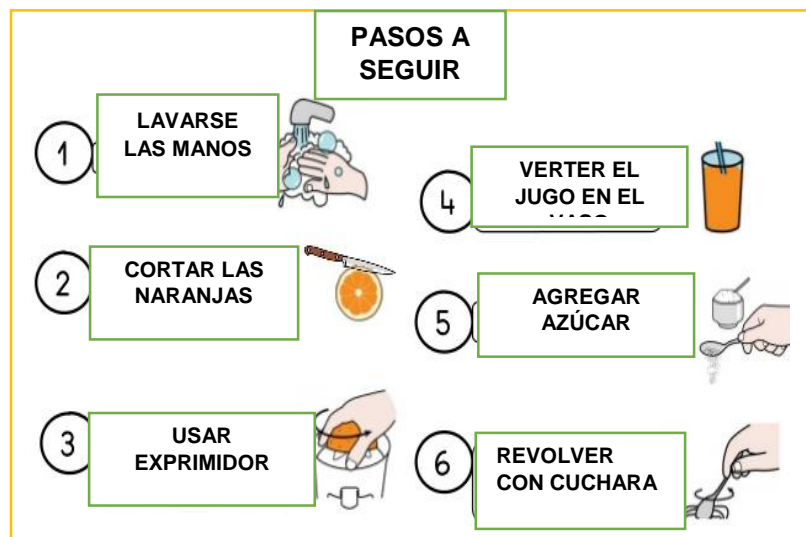 PASOS A
SEGUIR
1
LAVARSE
LAS MANOS
2
CORTAR LAS
NARANJAS
3
USAR
EXPRIMIDOR
4
VERTER EL
JUGO EN EL
5
AGREGAR
AZÚCAR
6
REVOLVER
CON CUCHARA